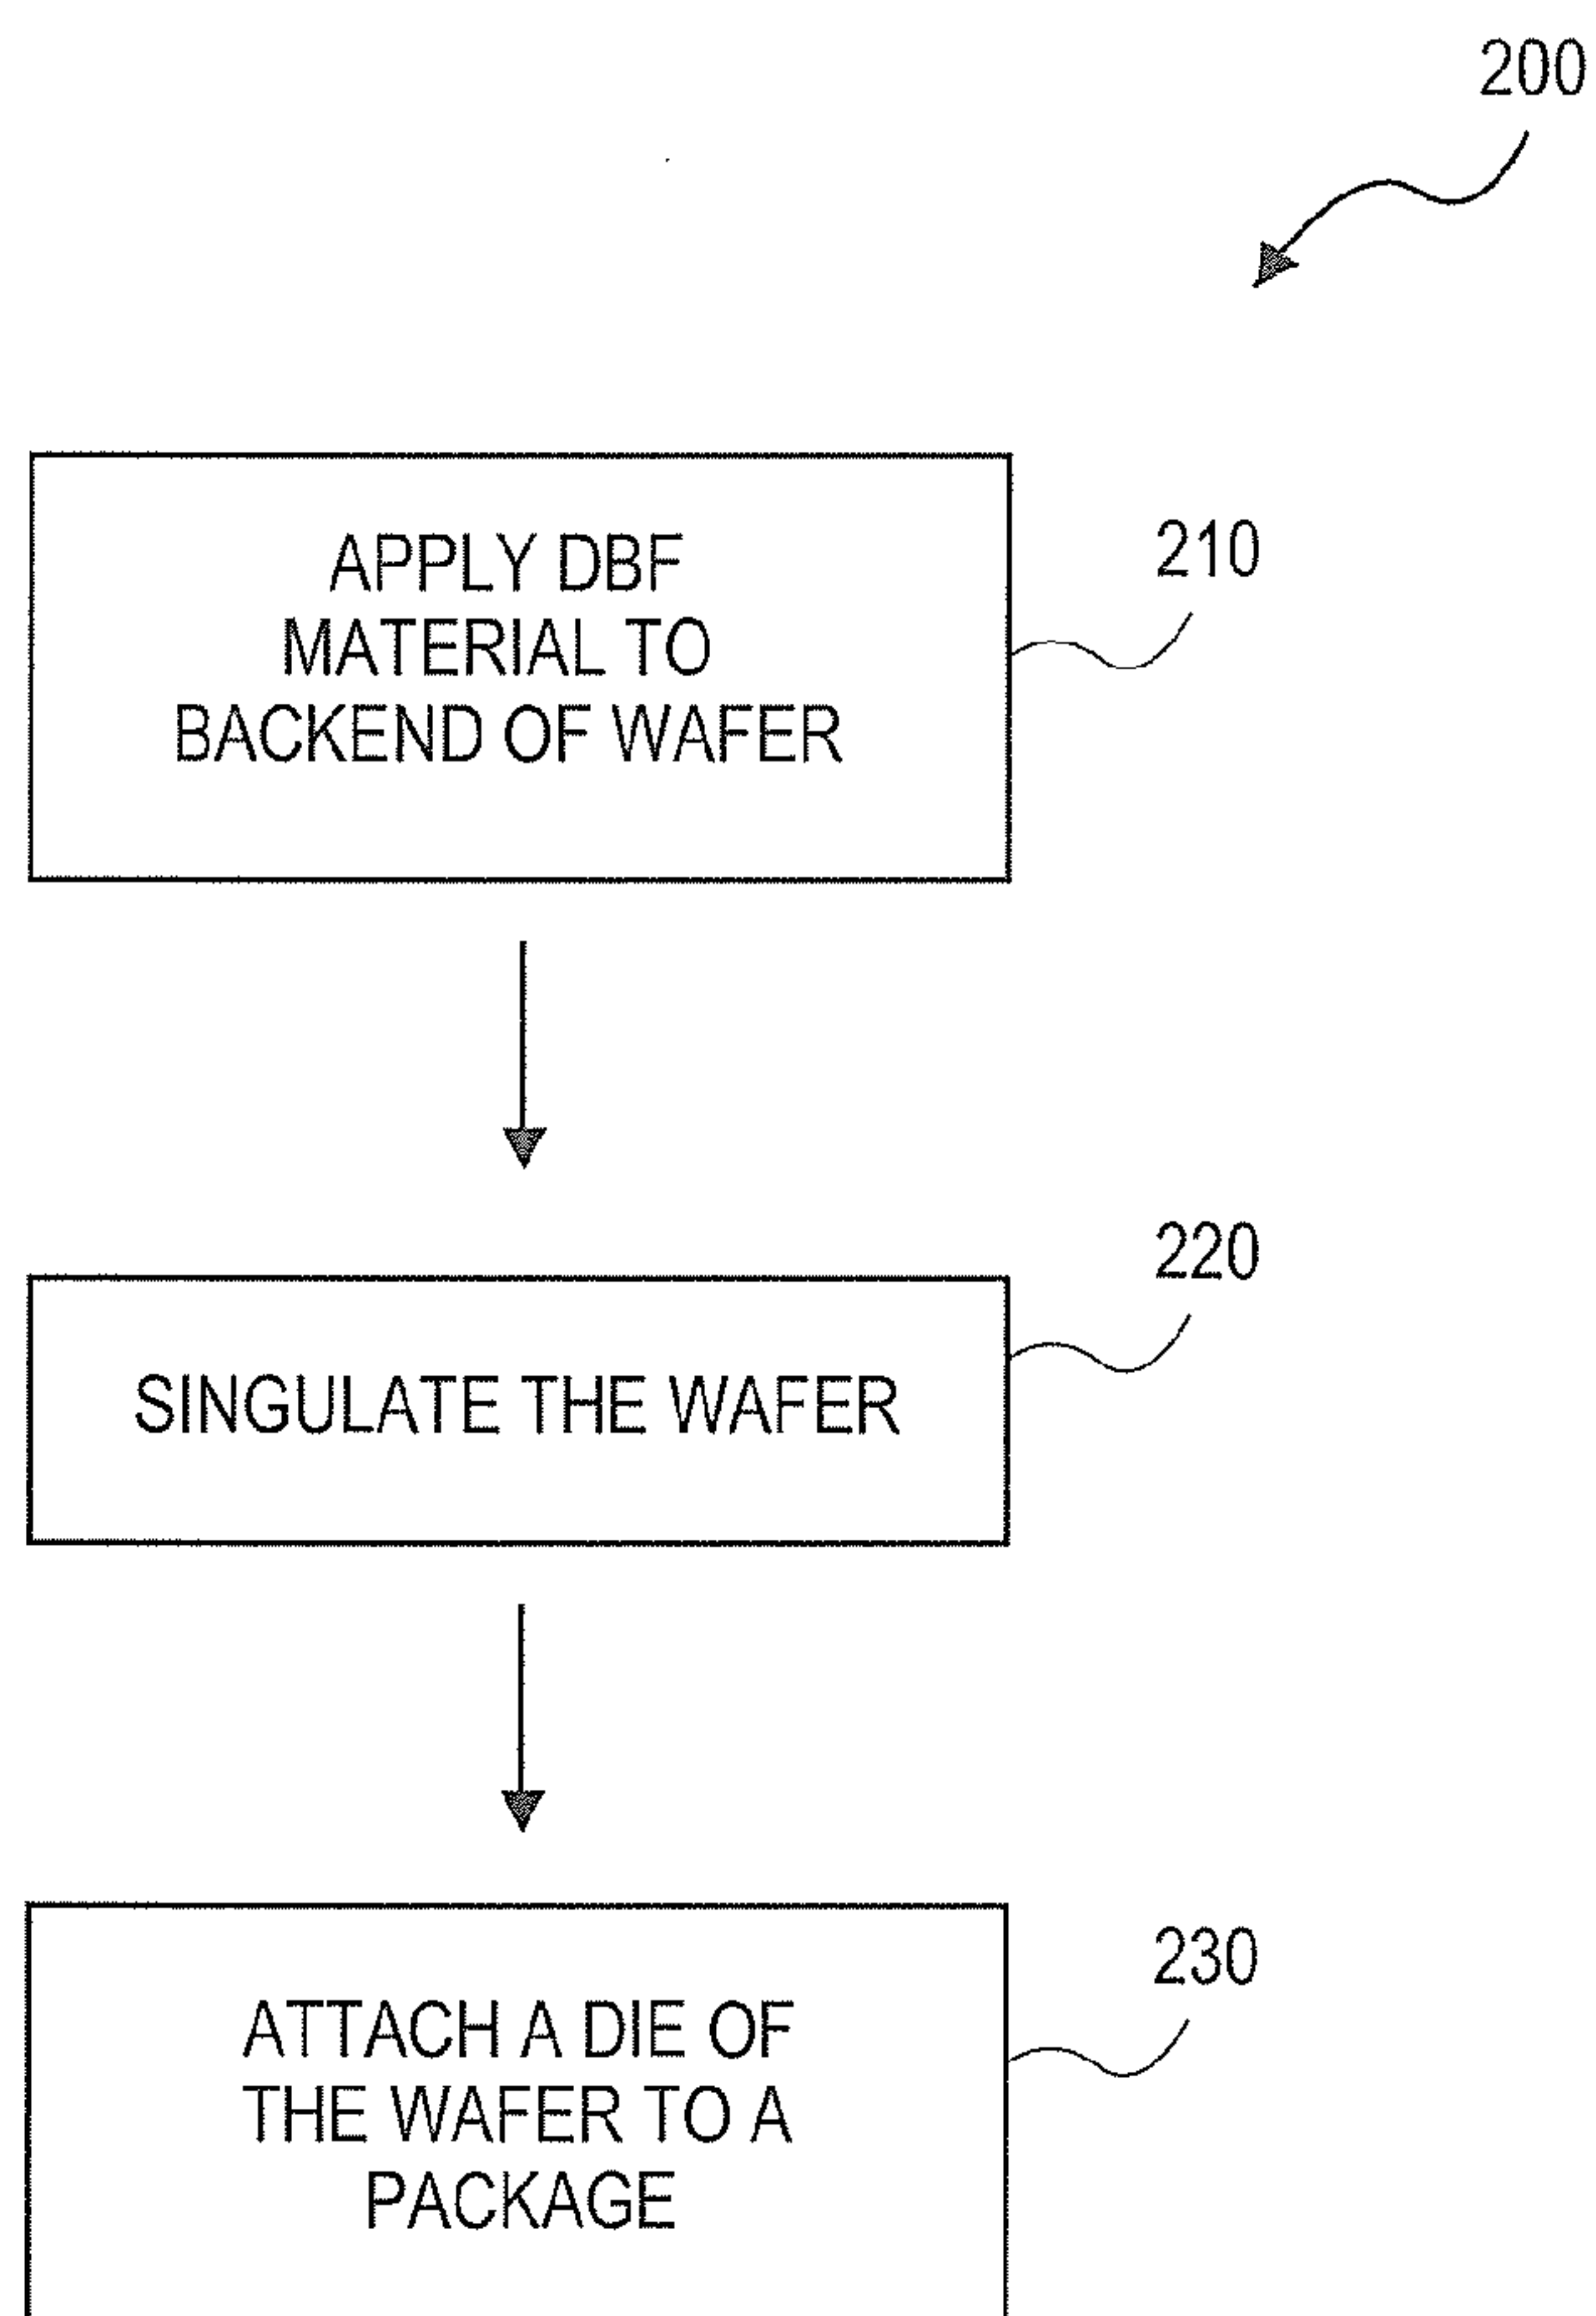 200
APPLY DBF
MATERIAL TO
BACKEND OF WAFER
210
SINGULATE THE WAFER
220
ATTACH A DIE OF
THE WAFER TO A
PACKAGE
230